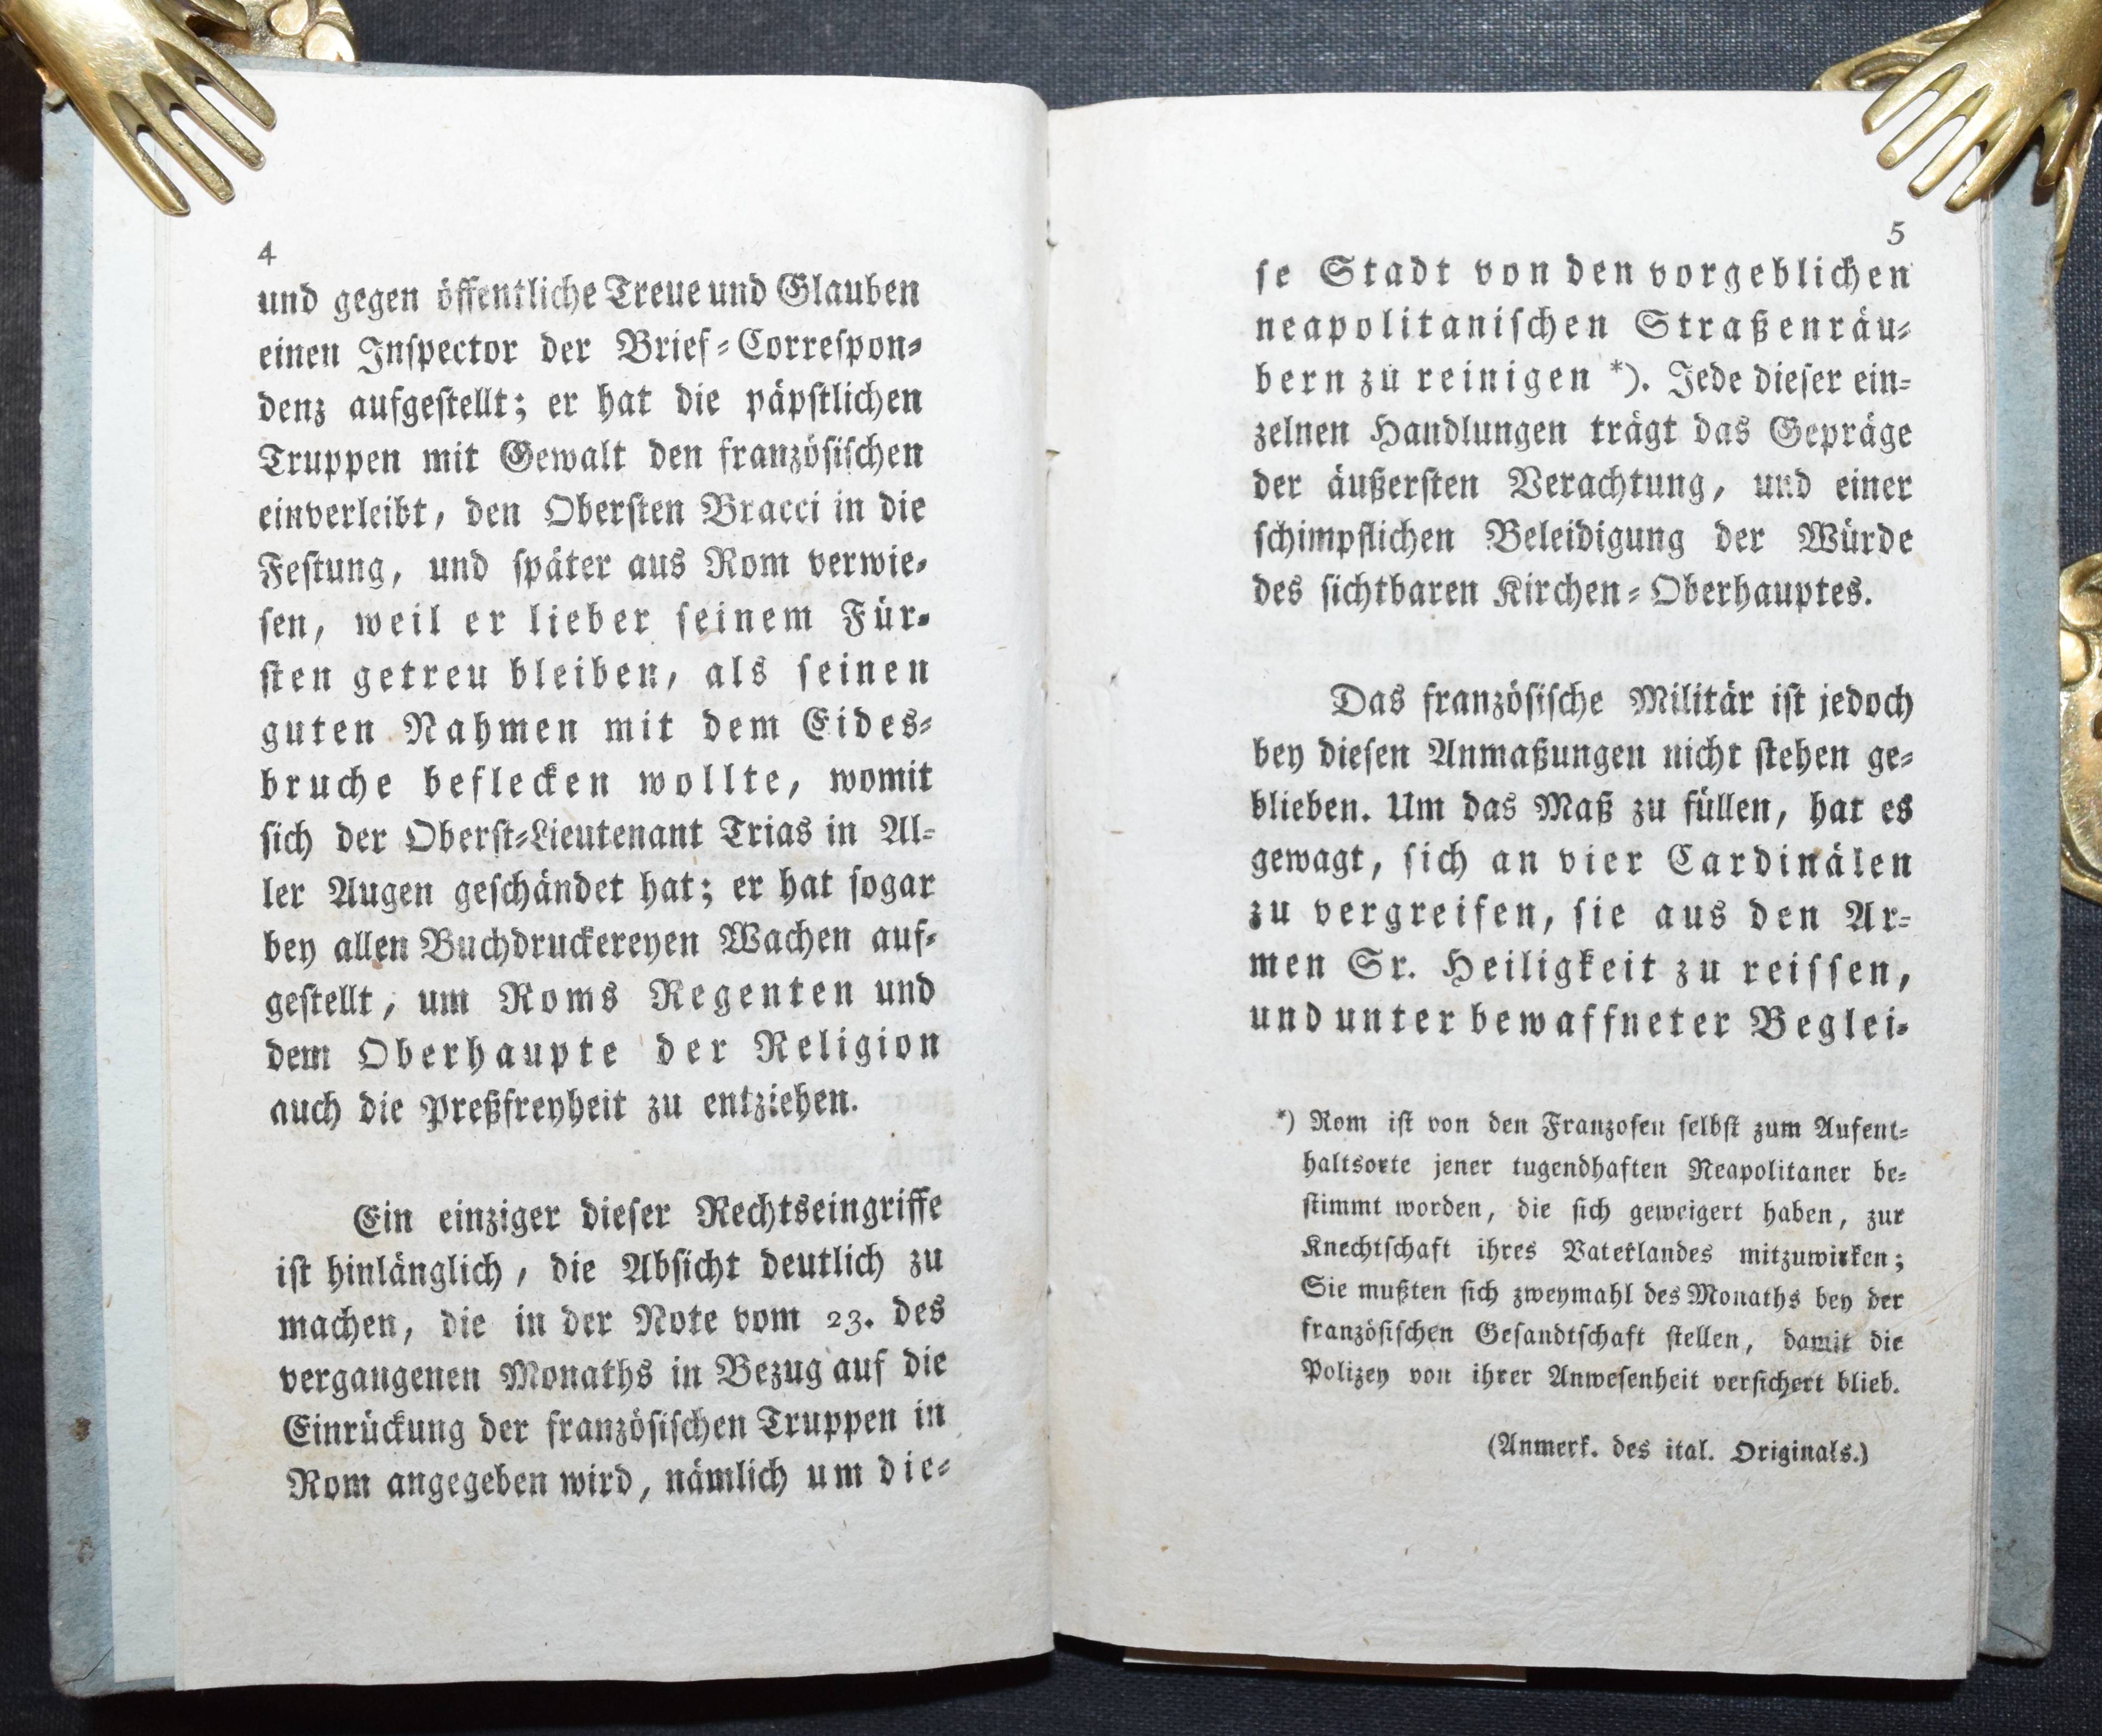 4
und gegen öffentliche Treue und Glauben
einen Inſpector der Brief⸗Correſpon⸗
denz aufgeſtellt; er hat die päpſtlichen
Truppen mit Gewalt den franzöſiſchen
einverleibt, den Oberſten Bracci in die
Feſtung, und ſpäter aus Rom verwie⸗
ſen, weil er lieber ſeinem Für⸗
ſten getreu bleiben, als ſeinen
guten Nahmen mit dem Eides⸗
bruche beflecken wollte, womit
ſich der Oberſt⸗Lieutenant Trias in Al⸗
ler Augen geſchändet hat; er hat ſogar
bey allen Buchdruckereyen Wachen auf⸗
geſtellt, um Roms Regenten und
dem Oberhaupte der Religion
auch die Preßfreyheit zu entziehen.
Ein einziger dieſer Rechtseingriffe
iſt hinlänglich, die Abſicht deutlich zu
machen, die in der Note vom 23. des
vergangenen Monaths in Bezug auf die
Einrückung der franzöſiſchen Truppen in
Rom angegeben wird, nämlich um die⸗
5
ſe Stadt von den vorgeblichen
neapolitaniſchen Straßenräu⸗
bern zu reinigen *). Jede dieſer ein⸗
zelnen Handlungen trägt das Gepräge
der äußerſten Verachtung, und einer
ſchimpflichen Beleidigung der Würde
des ſichtbaren Kirchen⸗Oberhauptes.
Das franzöſiſche Militär iſt jedoch
bey dieſen Anmaßungen nicht ſtehen ge⸗
blieben. Um das Maß zu füllen, hat es
gewagt, ſich an vier Cardinälen
zu vergreifen, ſie aus den Ar⸗
men Sr. Heiligkeit zu reiſſen,
und unter bewaffneter Beglei⸗
*) Rom iſt von den Franzoſen ſelbſt zum Aufent⸗
haltsorte jener tugendhaften Neapolitaner be⸗
ſtimmt worden, die ſich geweigert haben, zur
Knechtſchaft ihres Vaterlandes mitzuwirken;
Sie mußten ſich zweymahl des Monaths bey der
franzöſiſchen Geſandtſchaft ſtellen, damit die
Polizey von ihrer Anweſenheit verſichert blieb.
(Anmerk. des ital. Originals.)